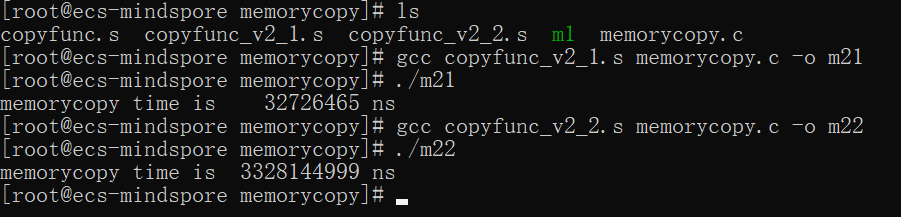 [root@ecs-mindspore memorycopy]# ls
copyfunc.s  copyfunc_v2_1.s  copyfunc_v2_2.s  m1  memorycopy.c
[root@ecs-mindspore memorycopy]# gcc copyfunc_v2_1.s memorycopy.c -o m21
[root@ecs-mindspore memorycopy]# ./m21
memorycopy time is   32726465 ns
[root@ecs-mindspore memorycopy]# gcc copyfunc_v2_2.s memorycopy.c -o m22
[root@ecs-mindspore memorycopy]# ./m22
memorycopy time is  3328144999 ns
[root@ecs-mindspore memorycopy]#